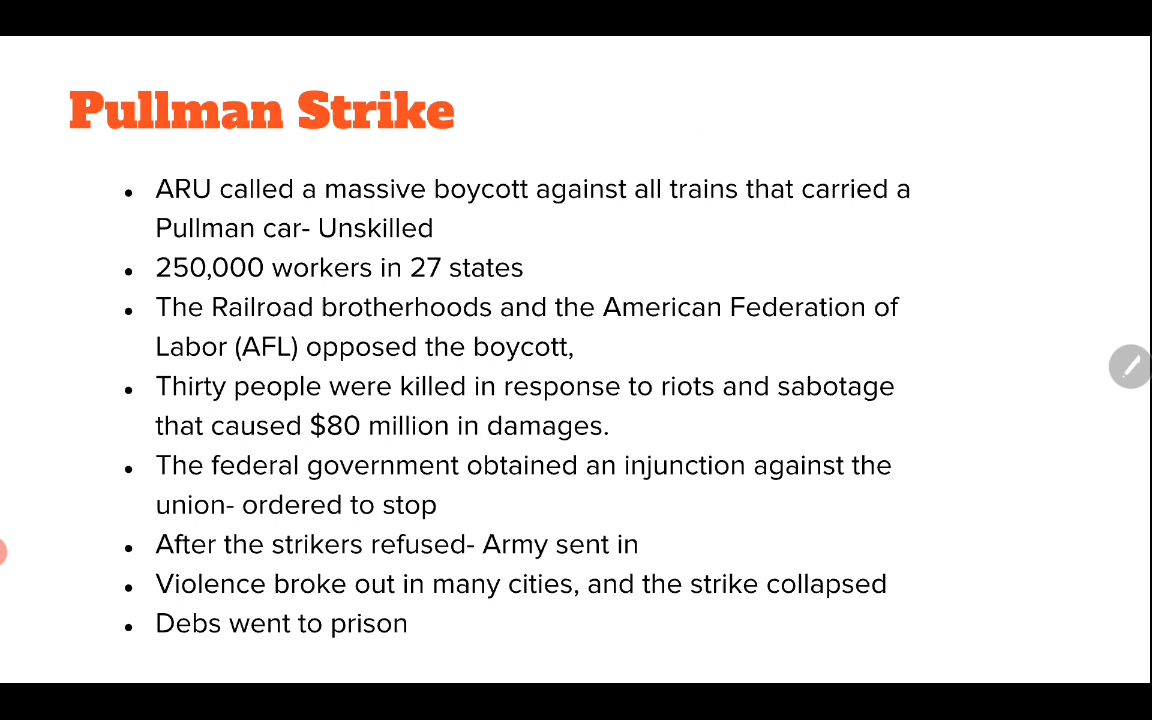 Pullman Strike
• ARU called a massive boycott against all trains that carried a
Pullman car- Unskilled
• 250,000 workers in 27 states
• The Railroad brotherhoods and the American Federation of
Labor (AFL) opposed the boycott,
• Thirty people were killed in response to riots and sabotage
that caused $80 million in damages.
• The federal government obtained an injunction against the
union- ordered to stop
• After the strikers refused- Army sent in
• Violence broke out in many cities, and the strike collapsed
• Debs went to prison